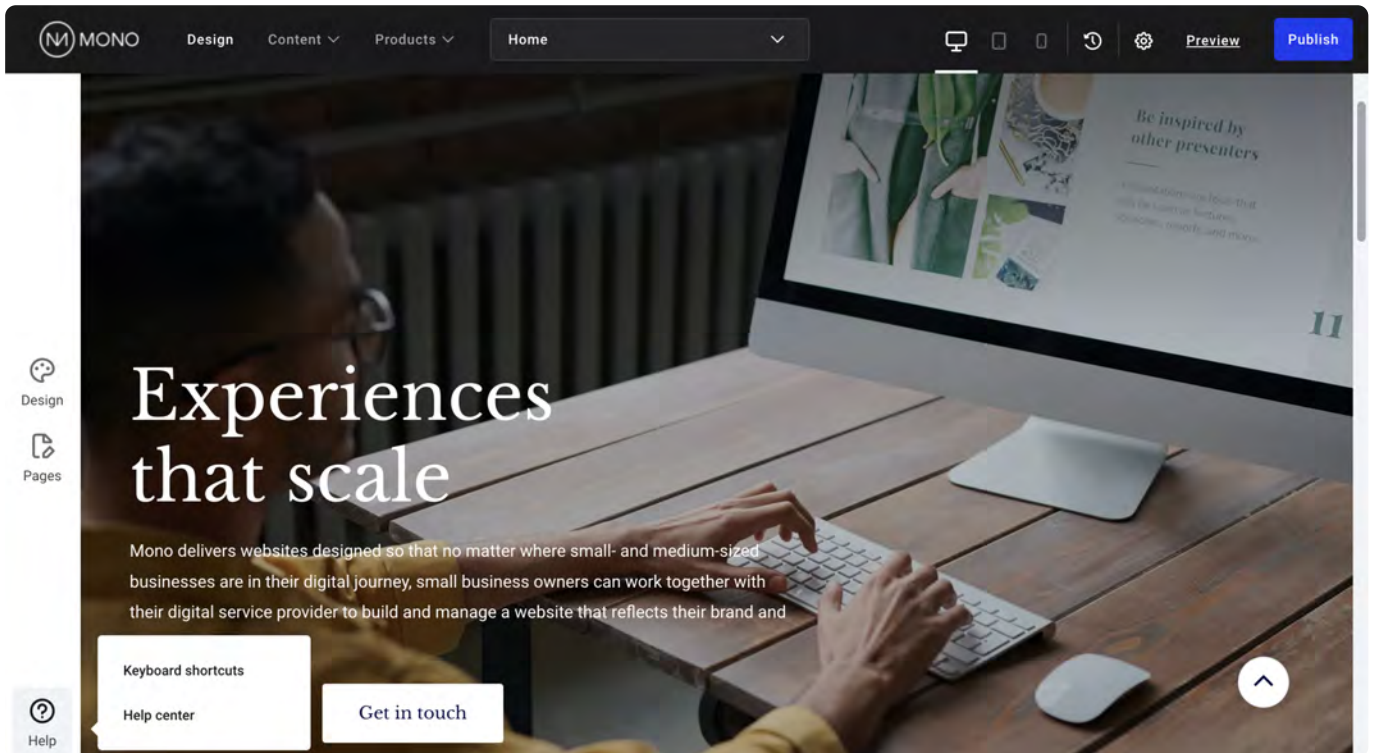 MONO
Design
Content
Products
Home
Preview
Publish
Be inspired by
other presenters
11
Design
Pages
Experiences
that scale
Mono delivers websites designed so that no matter where small- and medium-sized
businesses are in their digital journey, small business owners can work together with
their digital service provider to build and manage a website that reflects their brand and
Keyboard shortcuts
Help center
Get in touch
Help